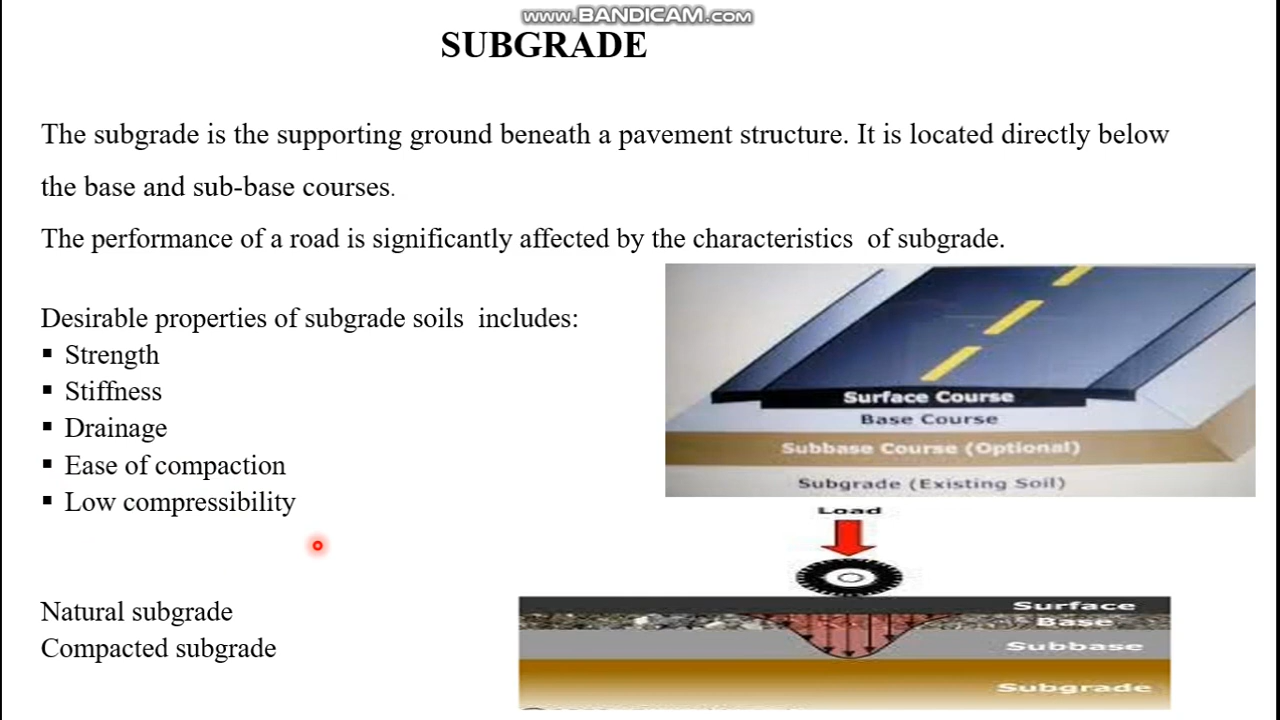 www.BANDICAM.com
SUBGRADE
The subgrade is the supporting ground beneath a pavement structure. It is located directly below
the base and sub-base courses.
The performance of a road is significantly affected by the characteristics of subgrade.
Desirable properties of subgrade soils includes:
▪ Strength
▪ Stiffness
▪ Drainage
▪ Ease of compaction
▪ Low compressibility
Natural subgrade
Compacted subgrade
Surface Course
Base Course
Subbase Course (Optional)
Subgrade (Existing Soil)
Load
Surface
Base
Subbase
Subgrade